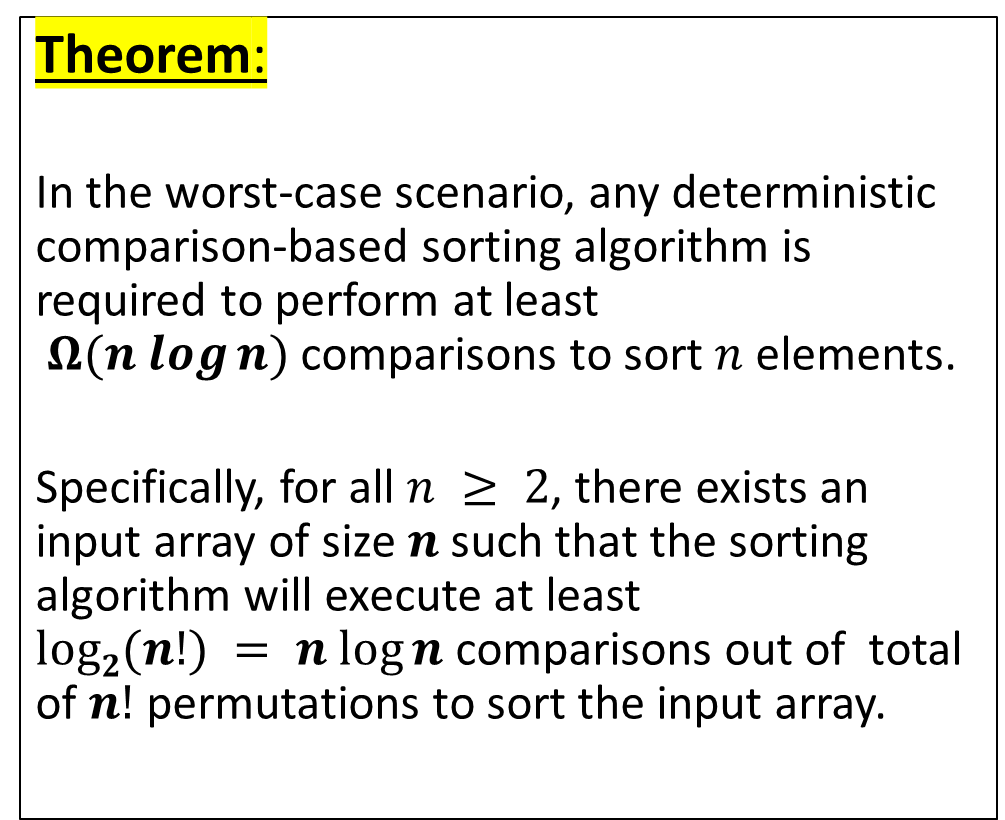 Theorem:
In the worst-case scenario, any deterministic
comparison-based sorting algorithm is
required to perform at least
Ω(n log n) comparisons to sort n elements.
Specifically, for all n ≥ 2, there exists an
input array of size n such that the sorting
algorithm will execute at least
log₂(n!) = n log n comparisons out of total
of n! permutations to sort the input array.